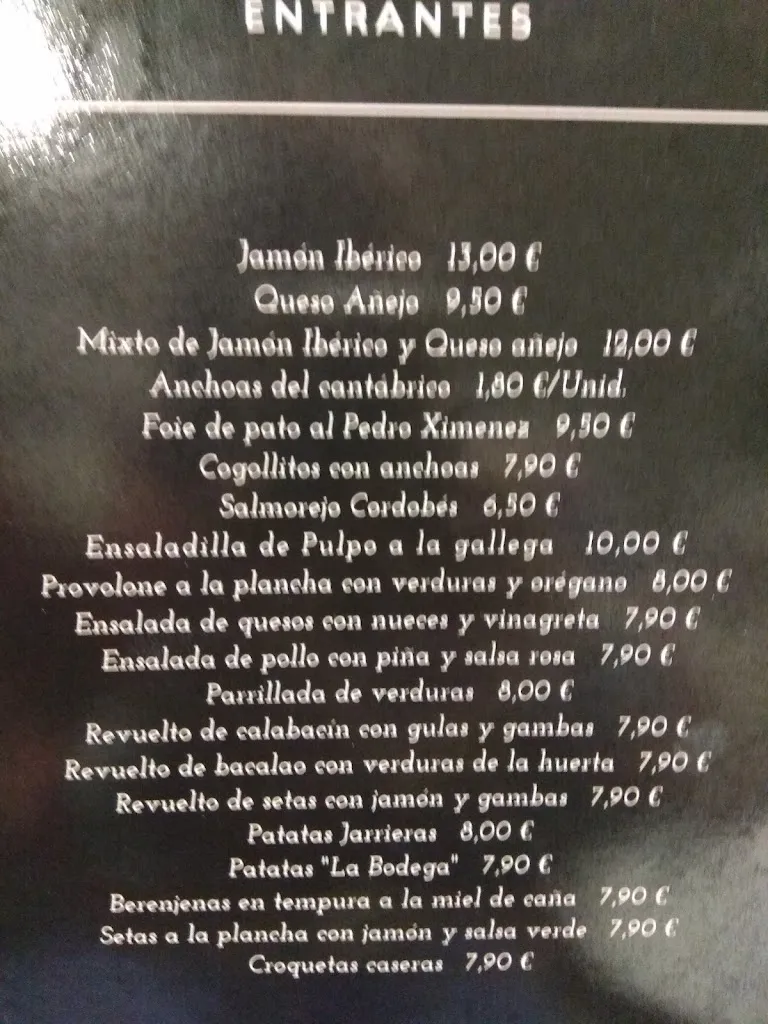 ENTRANTES
Jamón Ibérico 13,00 €
Queso Añejo 9,50 €
Mixto de Jamón Ibérico y Queso añejo 12,00 €
Anchoas del cantábrico 1,80 €/Unid.
Foie de pato al Pedro Ximenez 9,50 €
Cogollitos con anchoas 7,90 €
Salmorejo Cordobés 6,50 €
Ensaladilla de Pulpo a la gallega 10,00 €
Provolone a la plancha con verduras y orégano 8,00 €
Ensalada de quesos con nueces y vinagreta 7,90 €
Ensalada de pollo con piña y salsa rosa 7,90 €
Parrillada de verduras 8,00 €
Revuelto de calabacín con gulas y gambas 7,90 €
Revuelto de bacalao con verduras de la huerta 7,90 €
Revuelto de setas con jamón y gambas 7,90 €
Patatas Jarrieras 8,00 €
Patatas "La Bodega" 7,90 €
Berenjenas en tempura a la miel de caña 7,90 €
Setas a la plancha con jamón y salsa verde 7,90 €
Croquetas caseras 7,90 €